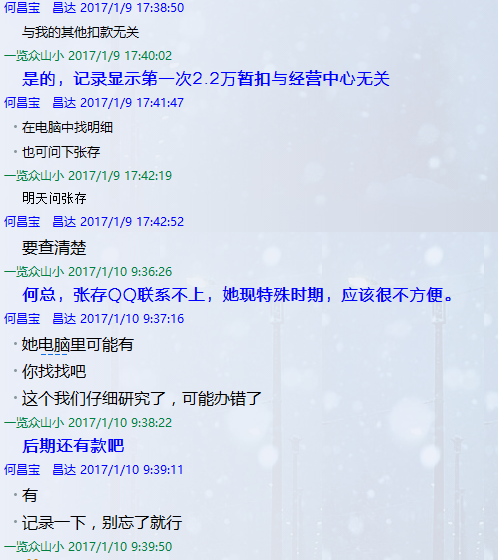 何昌宝 昌达 2017/1/9 17:38:50
与我的其他扣款无关
一览众山小 2017/1/9 17:40:02
是的，记录显示第一次2.2万暂扣与经营中心无关
何昌宝 昌达 2017/1/9 17:41:47
• 在电脑中找明细
• 也可问下张存
一览众山小 2017/1/9 17:42:19
明天问张存
何昌宝 昌达 2017/1/9 17:42:52
要查清楚
一览众山小 2017/1/10 9:36:26
何总，张存QQ联系不上，她现特殊时期，应该很不方便。
何昌宝 昌达 2017/1/10 9:37:16
• 她电脑里可能有
• 你找找吧
• 这个我们仔细研究了，可能办错了
一览众山小 2017/1/10 9:38:22
后期还有款吧
何昌宝 昌达 2017/1/10 9:39:11
• 有
• 记录一下，别忘了就行
一览众山小 2017/1/10 9:39:50